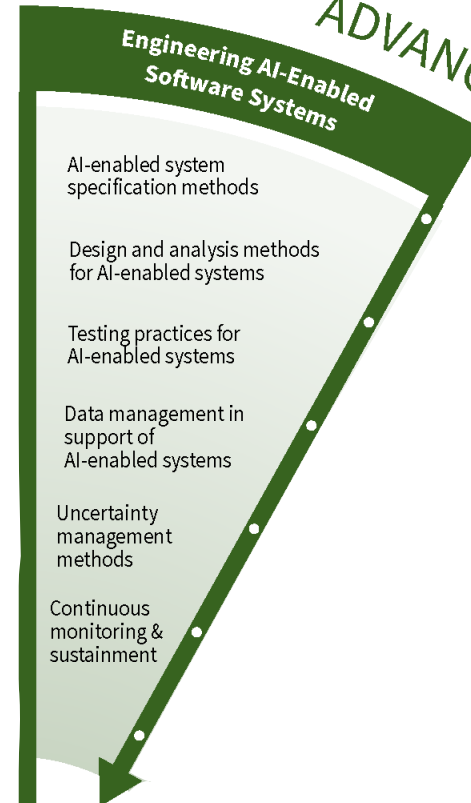 ADVANC
Engineering AI-Enabled
Software Systems
AI-enabled system
specification methods
Design and analysis methods
for AI-enabled systems
Testing practices for
AI-enabled systems
Data management in
support of
AI-enabled systems
Uncertainty
management
methods
Continuous
monitoring &
sustainment